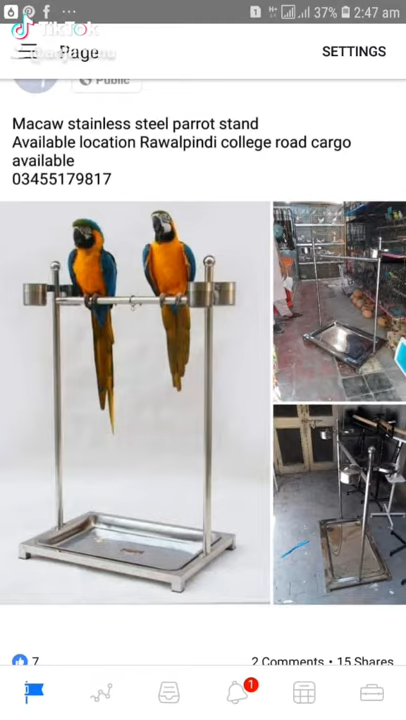 37% 2:47 am
TikTok
Page SETTINGS
Public
Macaw stainless steel parrot stand
Available location Rawalpindi college road cargo
available
03455179817
7 2 Comments • 15 Shares
1